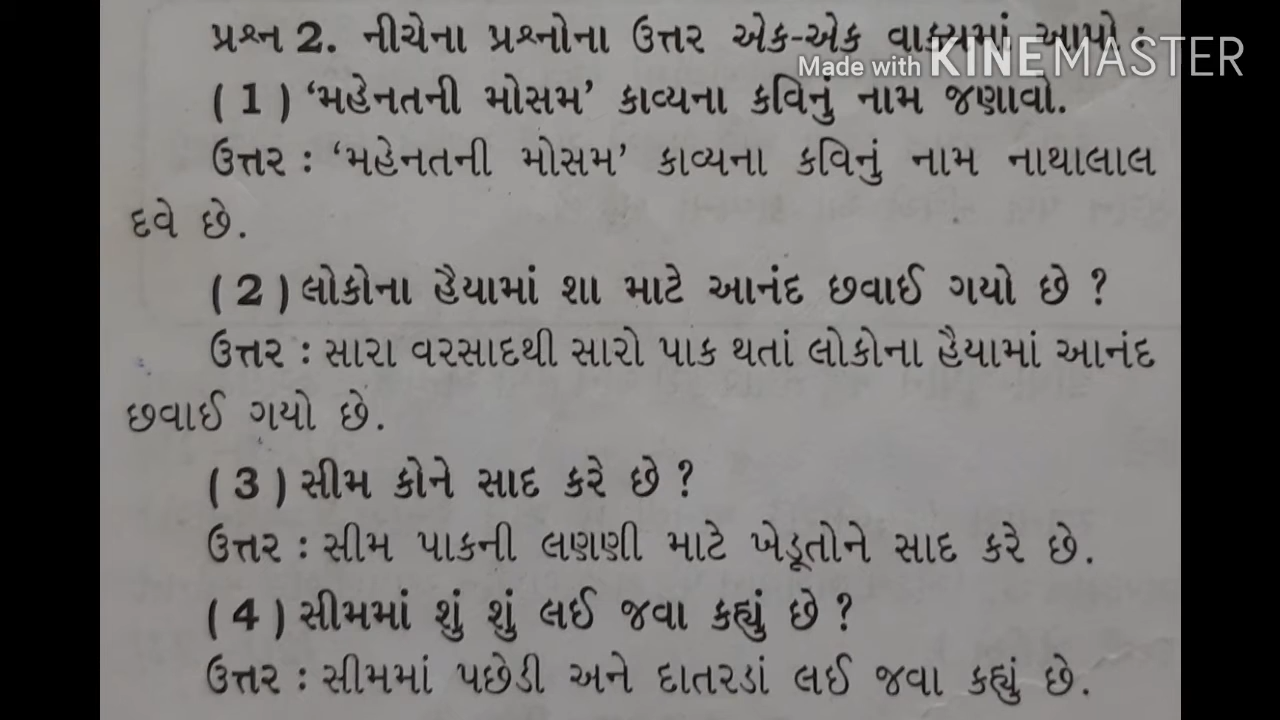 પ્રશ્ન 2. નીચેના પ્રશ્નોના ઉત્તર એક-એક વાક્યમાં આપો :
Made with KINEMASTER
( 1 ) ‘મહેનતની મોસમ’ કાવ્યના કવિનું નામ જણાવો.
ઉત્તર : ‘મહેનતની મોસમ’ કાવ્યના કવિનું નામ નાથાલાલ
દવે છે.
( 2 ) લોકોના હૈયામાં શા માટે આનંદ છવાઈ ગયો છે ?
ઉત્તર : સારા વરસાદથી સારો પાક થતાં લોકોના હૈયામાં આનંદ
છવાઈ ગયો છે.
( 3 ) સીમ કોને સાદ કરે છે ?
ઉત્તર : સીમ પાકની લણણી માટે ખેડૂતોને સાદ કરે છે.
( 4 ) સીમમાં શું શું લઈ જવા કહ્યું છે ?
ઉત્તર : સીમમાં પછેડી અને દાતરડાં લઈ જવા કહ્યું છે.